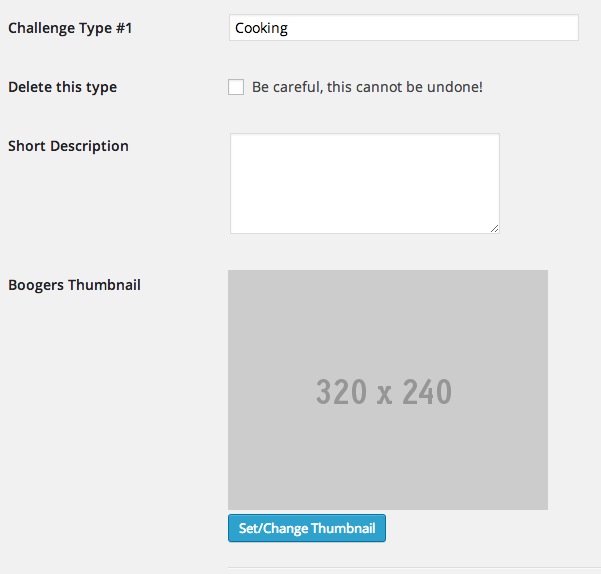 Challenge Type #1 Cooking
Delete this type Be careful, this cannot be undone!
Short Description
Boogers Thumbnail
320 x 240
Set/Change Thumbnail